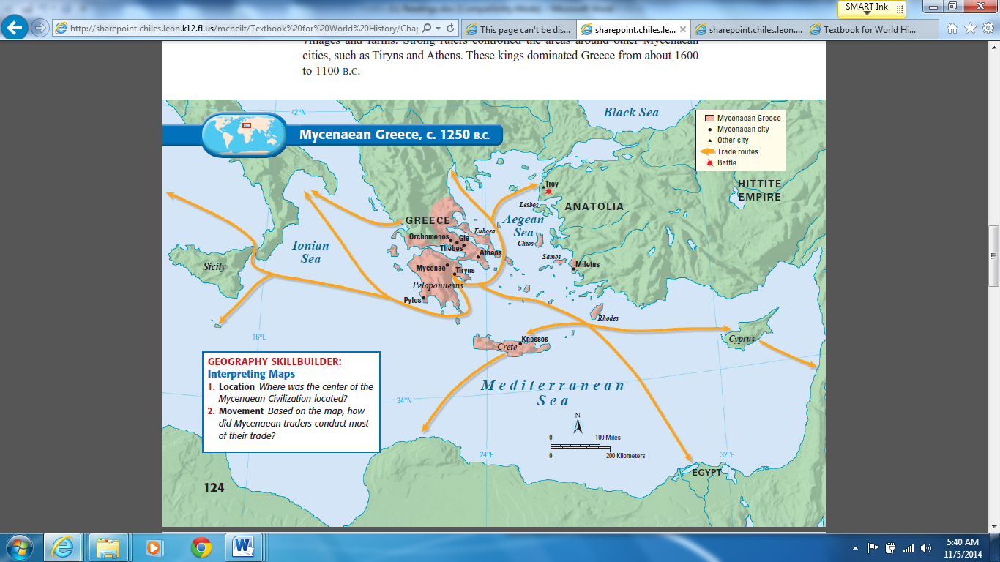 SMART Ink
http://sharepoint.chiles.leon.k12.fl.us/mcneilt/Textbook%20for%20World%20History/Chap
This page can't be dis...
sharepoint.chiles.le...
sharepoint.chiles.leon....
Textbook for World Hi...
villages and farms. Strong rulers controlled the areas around other Mycenaean
cities, such as Tiryns and Athens. These kings dominated Greece from about 1600
to 1100 B.C.
42°N
Mycenaean Greece, c. 1250 B.C.
Black Sea
Mycenaean Greece
Mycenaean city
Other city
Trade routes
Battle
HITTITE
EMPIRE
Troy
ANATOLIA
Lesbos
Aegean
Sea
GREECE
Euboea
Chios
Orchomenos
Gla
Thebes
Athens
Ionian
Sea
Samos
Miletus
Sicily
Mycenae
Tiryns
Peloponnesus
Pylos
Rhodes
16°E
Knossos
Crete
Cyprus
GEOGRAPHY SKILLBUILDER:
Interpreting Maps
1. Location Where was the center of the
Mycenaean Civilization located?
2. Movement Based on the map, how
did Mycenaean traders conduct most
of their trade?
Mediterranean
Sea
34°N
N
0 100 Miles
0 200 Kilometers
24°E
32°E
EGYPT
124
5:40 AM
11/5/2014